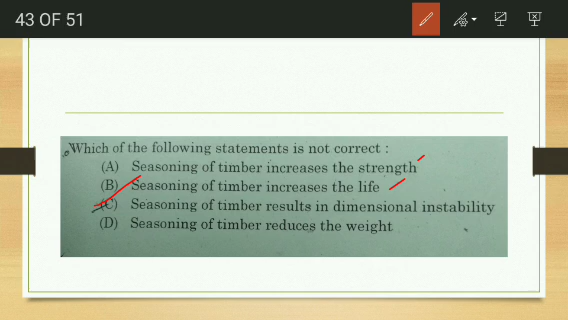 43 OF 51
Which of the following statements is not correct :
(A) Seasoning of timber increases the strength
(B) Seasoning of timber increases the life
(C) Seasoning of timber results in dimensional instability
(D) Seasoning of timber reduces the weight